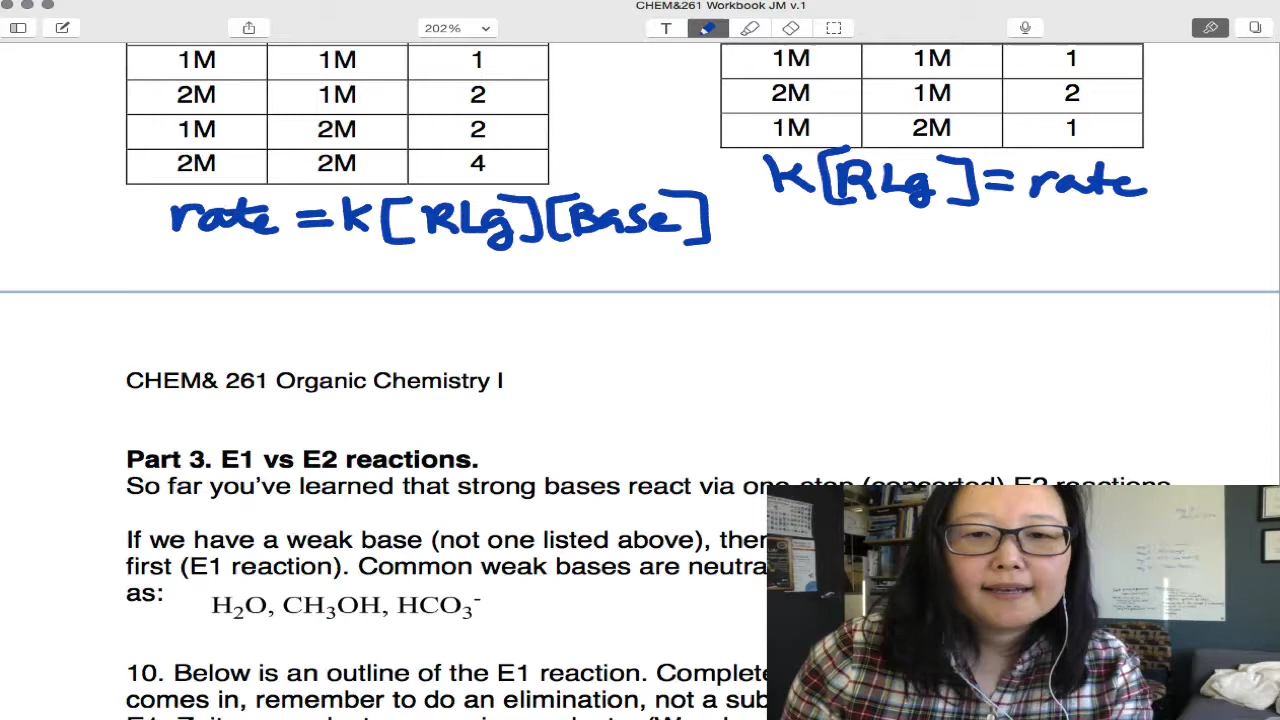 CHEM&261 Workbook JM v.1
202%
T
1M 1M 1
2M 1M 2
1M 2M 2
2M 2M 4
1M 1M 1
2M 1M 2
1M 2M 1
rate = k[RLg][Base]
k[RLg] = rate
CHEM& 261 Organic Chemistry I
Part 3. E1 vs E2 reactions.
So far you've learned that strong bases react via one-step (concerted) E2 reactions
If we have a weak base (not one listed above), then
first (E1 reaction). Common weak bases are
as:
H₂O, CH₃OH, HCO₃⁻
10. Below is an outline of the E1 reaction.
comes in, remember to do an elimination, not a